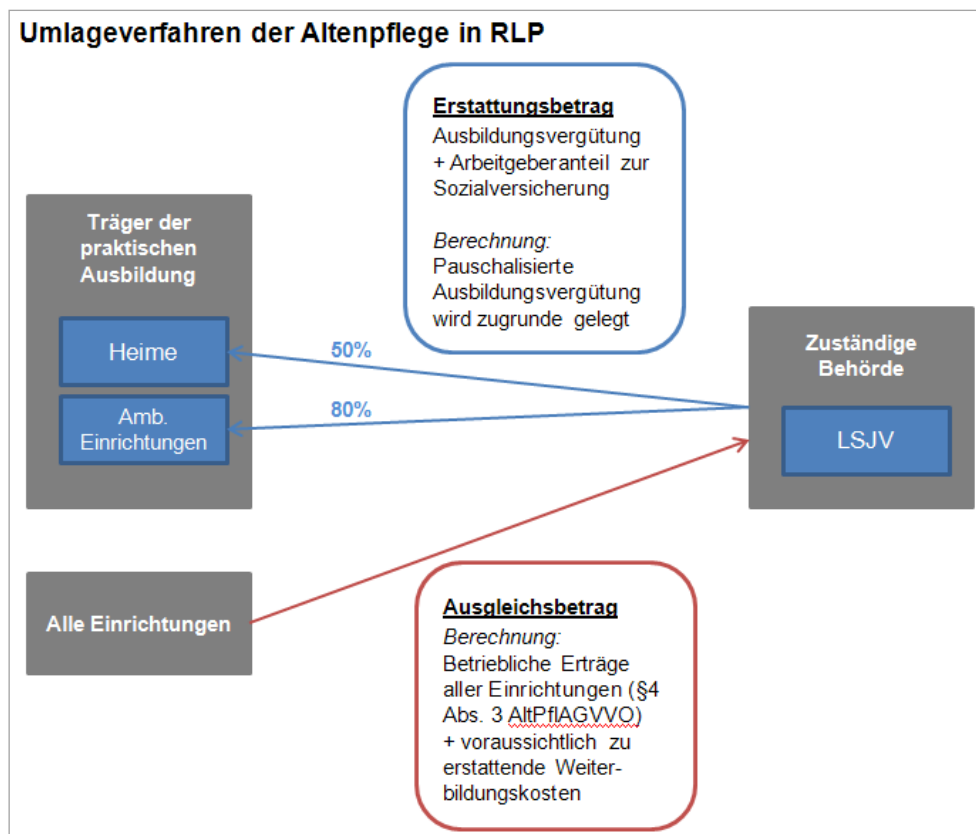 Umlageverfahren der Altenpflege in RLP
Erstattungsbetrag
Ausbildungsvergütung
+ Arbeitgeberanteil zur
Sozialversicherung
Berechnung:
Pauschalisierte
Ausbildungsvergütung
wird zugrunde gelegt
Träger der
praktischen
Ausbildung
Heime
Amb.
Einrichtungen
50%
80%
Zuständige
Behörde
LSJV
Alle Einrichtungen
Ausgleichsbetrag
Berechnung:
Betriebliche Erträge
aller Einrichtungen (§4
Abs. 3 AltPflAGVVO)
+ voraussichtlich zu
erstattende Weiter-
bildungskosten